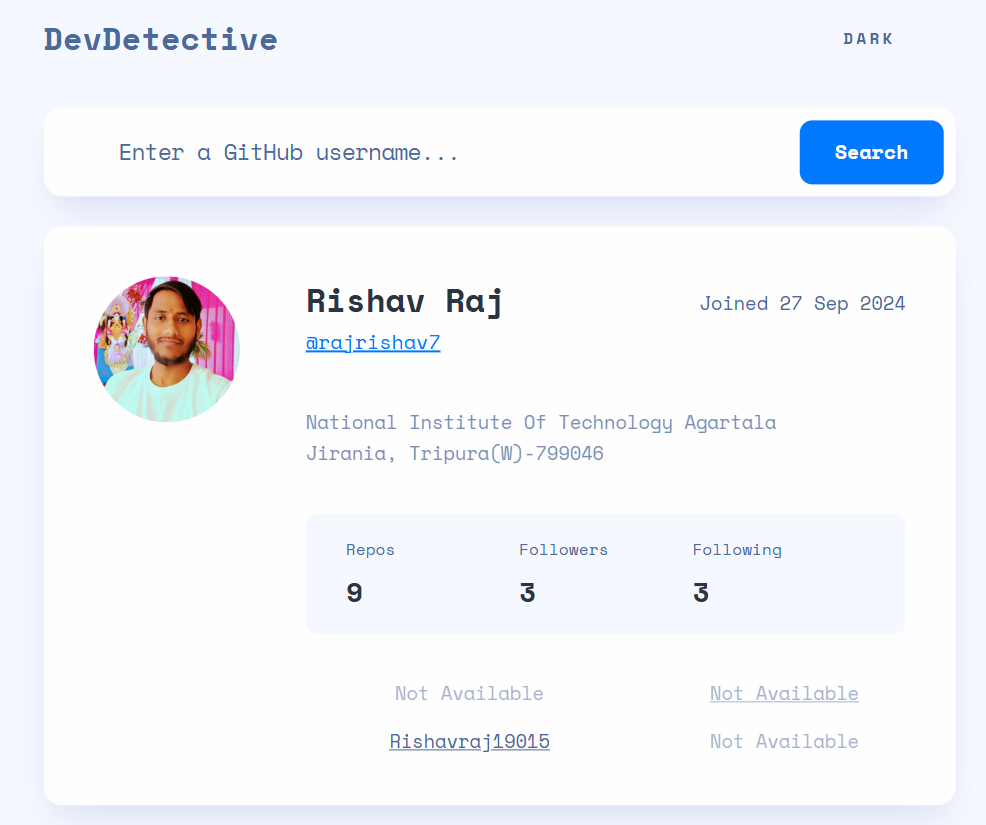 DevDetective
DARK
Enter a GitHub username...
Search
Rishav Raj
Joined 27 Sep 2024
@rajrishav7
National Institute Of Technology Agartala
Jirania, Tripura(W)-799046
Repos
Followers
Following
9
3
3
Not Available
Not Available
Rishavraj19015
Not Available